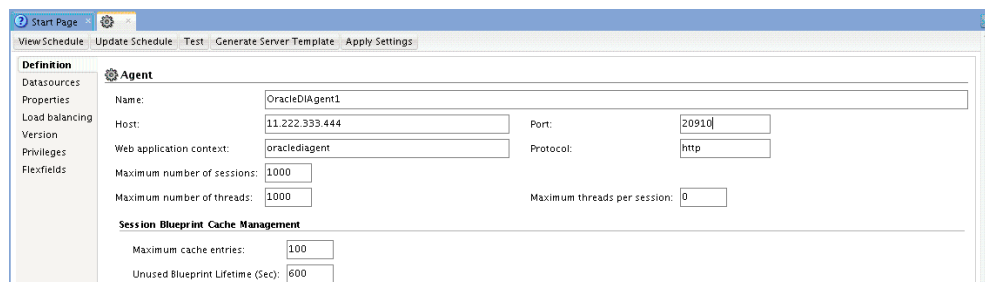 Start Page
View Schedule Update Schedule Test Generate Server Template Apply Settings
Definition
Datasources
Properties
Load balancing
Version
Privileges
Flexfields
Agent
Name: OracleDIAgent1
Host: 11.222.333.444 Port: 20910
Web application context: oraclediagent Protocol: http
Maximum number of sessions: 1000
Maximum number of threads: 1000 Maximum threads per session: 0
Session Blueprint Cache Management
Maximum cache entries: 100
Unused Blueprint Lifetime (Sec): 600